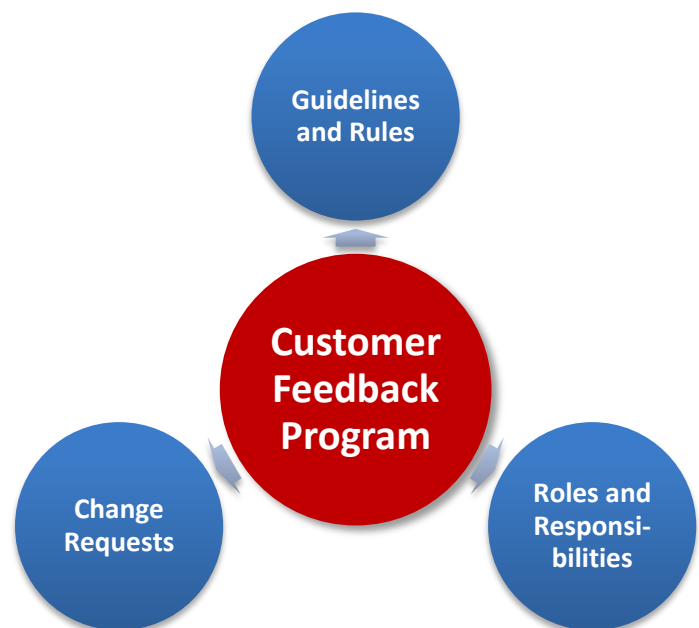 Guidelines
and Rules
Customer
Feedback
Program
Change
Requests
Roles and
Responsi-
bilities